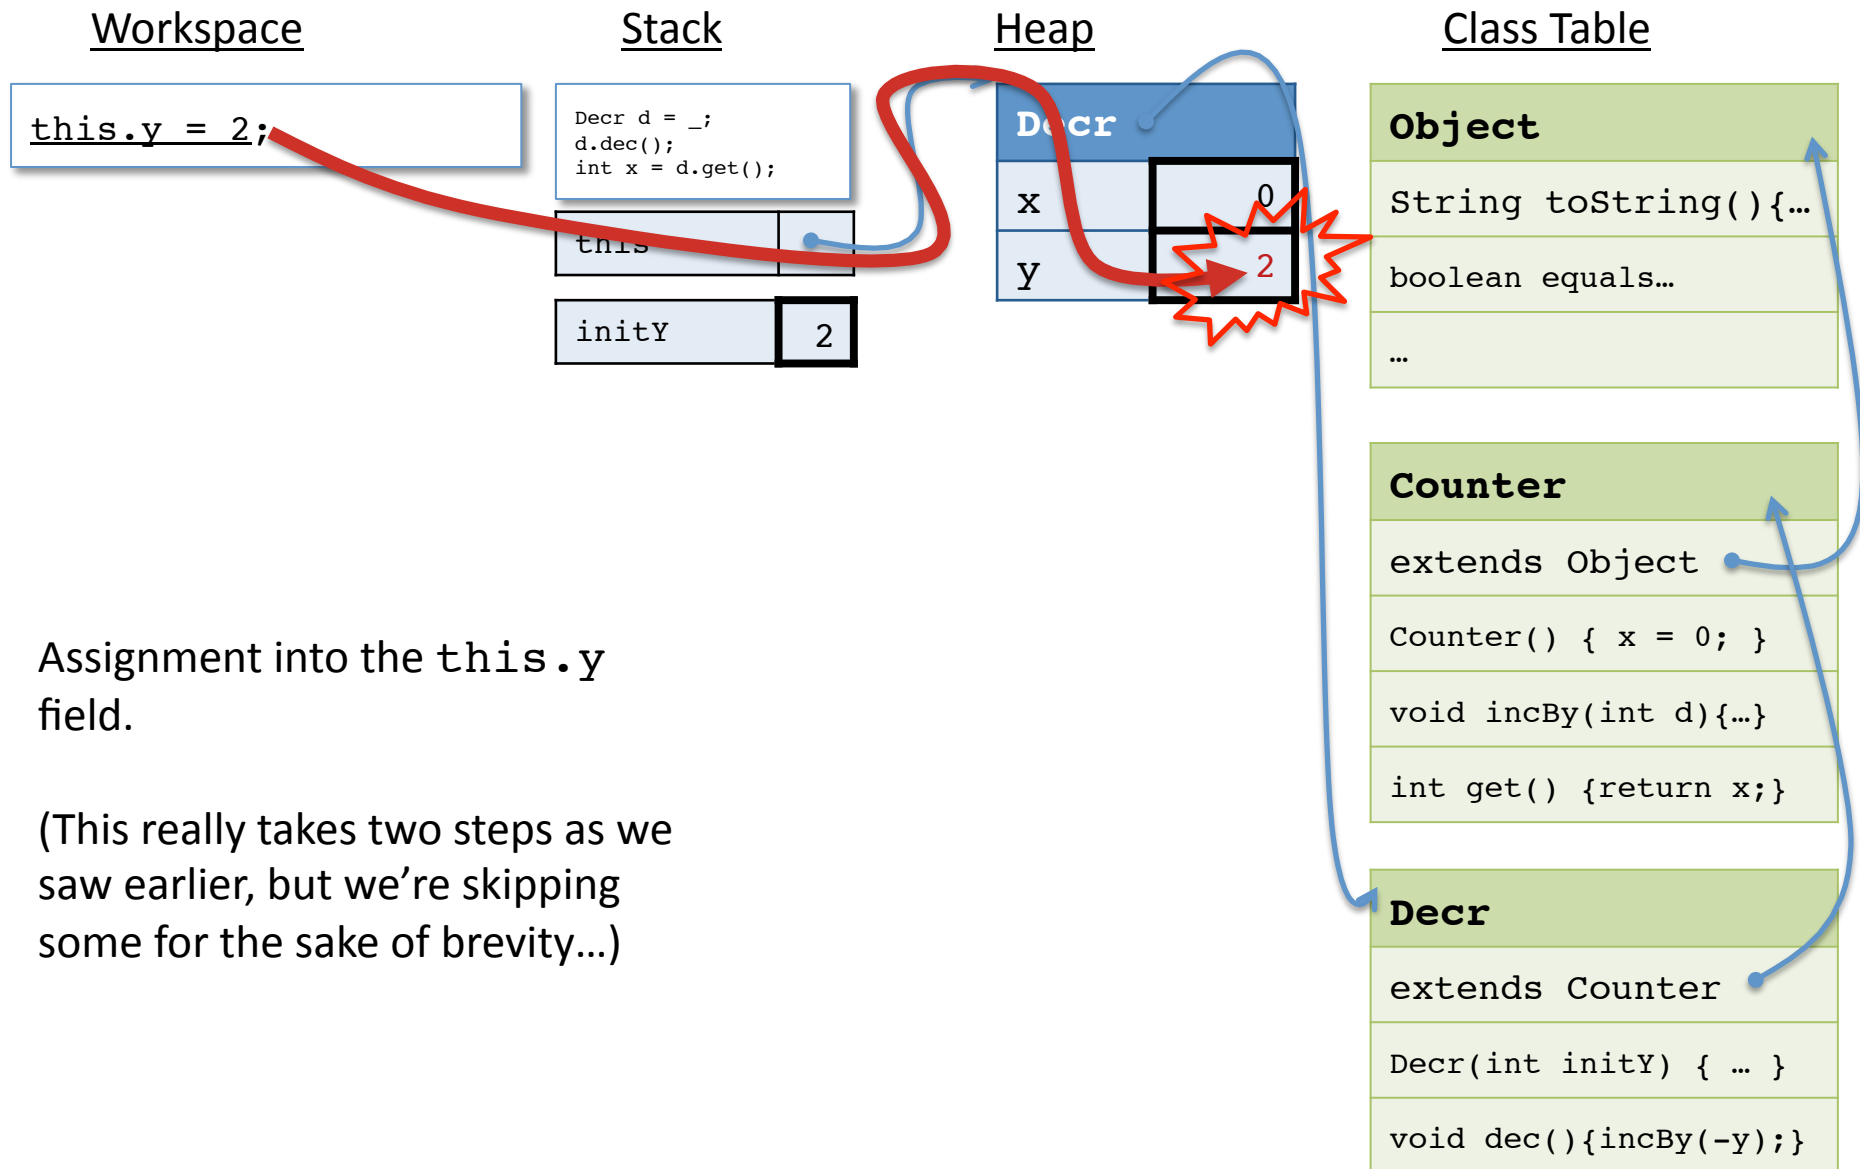 Workspace
Stack
Heap
Class Table
this.y = 2;
Decr d = _;
d.dec();
int x = d.get();
this
initY 2
Decr
x 0
y 2
Object
String toString(){…
boolean equals…
…
Counter
extends Object
Counter() { x = 0; }
void incBy(int d){…}
int get() {return x;}
Decr
extends Counter
Decr(int initY) { … }
void dec(){incBy(-y);}
Assignment into the this.y
field.
(This really takes two steps as we
saw earlier, but we’re skipping
some for the sake of brevity…)